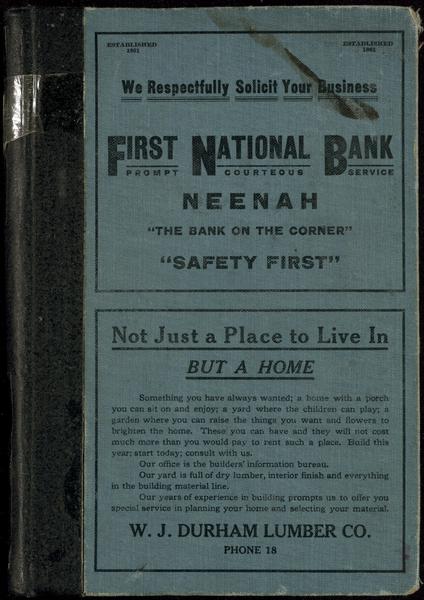 ESTABLISHED ESTABLISHED
1861 1861
We Respectfully Solicit Your Business
FIRST NATIONAL BANK
PROMPT COURTEOUS SERVICE
NEENAH
"THE BANK ON THE CORNER"
"SAFETY FIRST"
Not Just a Place to Live In
BUT A HOME
Something you have always wanted; a home with a porch
you can sit on and enjoy; a yard where the children can play; a
garden where you can raise the things you want and flowers to
brighten the home. These you can have and they will not cost
much more than you would pay to rent such a place. Build this
year; start today; consult with us.
Our office is the builders' information bureau.
Our yard is full of dry lumber, interior finish and everything
in the building material line.
Our years of experience in building prompts us to offer you
special service in planning your home and selecting your material.
W. J. DURHAM LUMBER CO.
PHONE 18